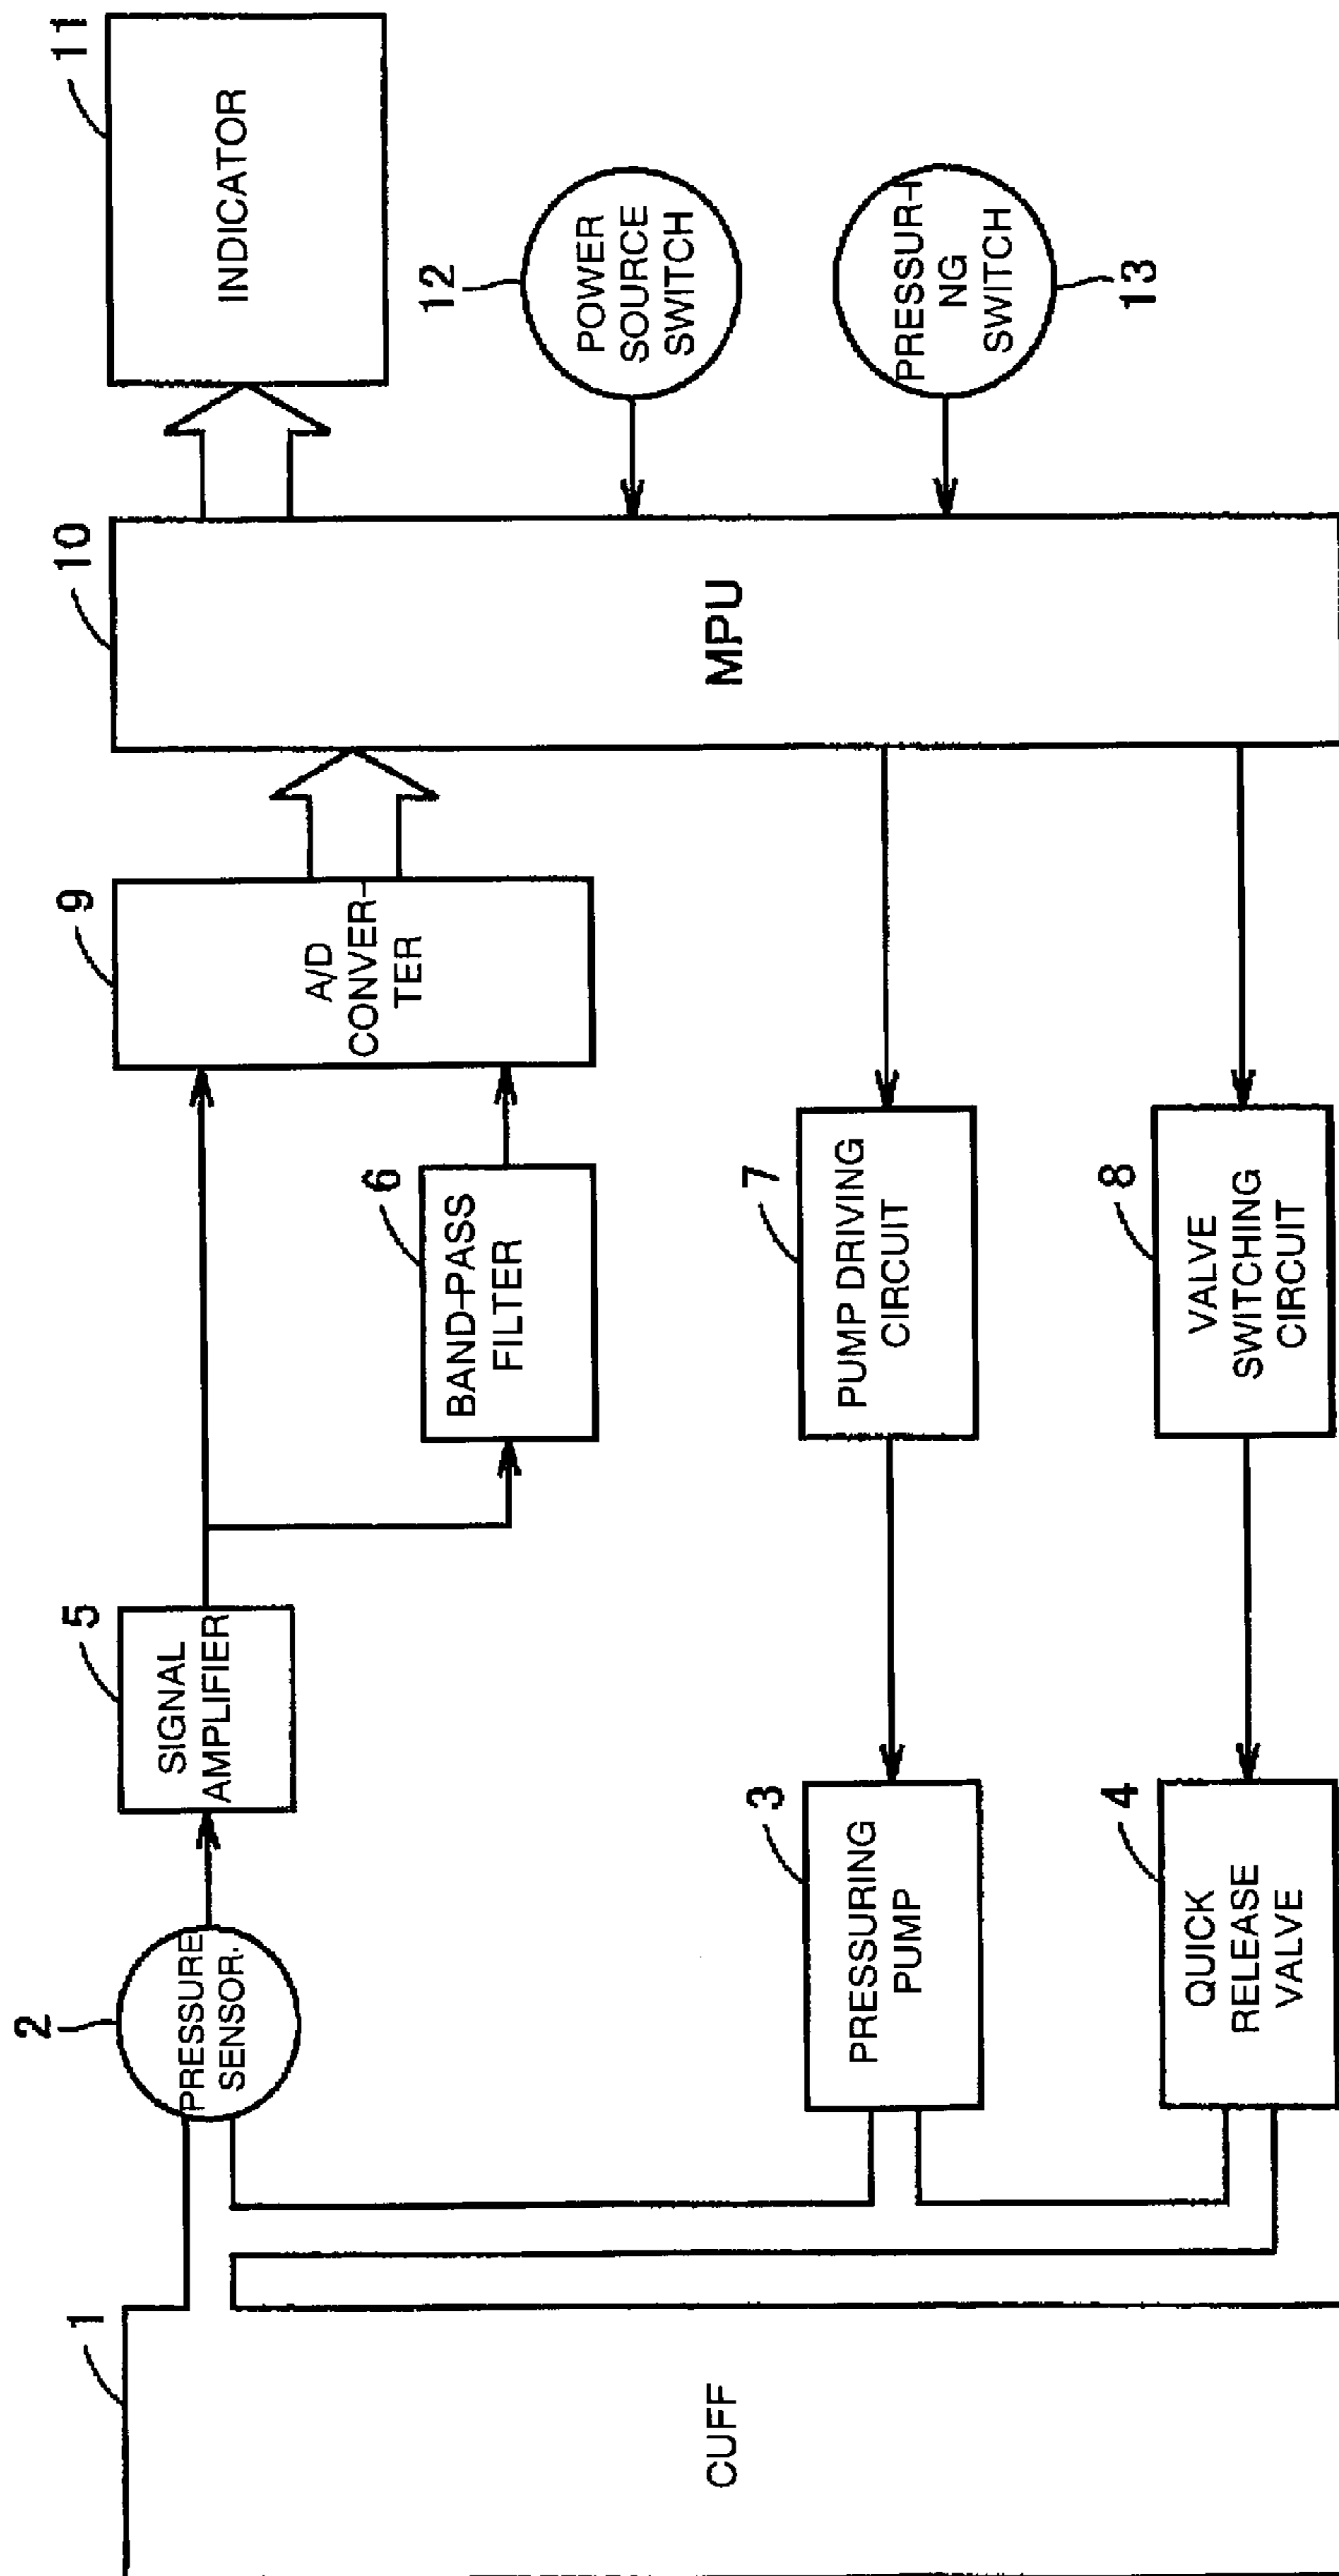 1
CUFF
2
PRESSURE
SENSOR.
3
PRESSURING
PUMP
4
QUICK
RELEASE
VALVE
5
SIGNAL
AMPLIFIER
6
BAND-PASS
FILTER
7
PUMP DRIVING
CIRCUIT
8
VALVE
SWITCHING
CIRCUIT
9
A/D
CONVER-
TER
10
MPU
11
INDICATOR
12
POWER
SOURCE
SWITCH
13
PRESSUR-I
NG
SWITCH